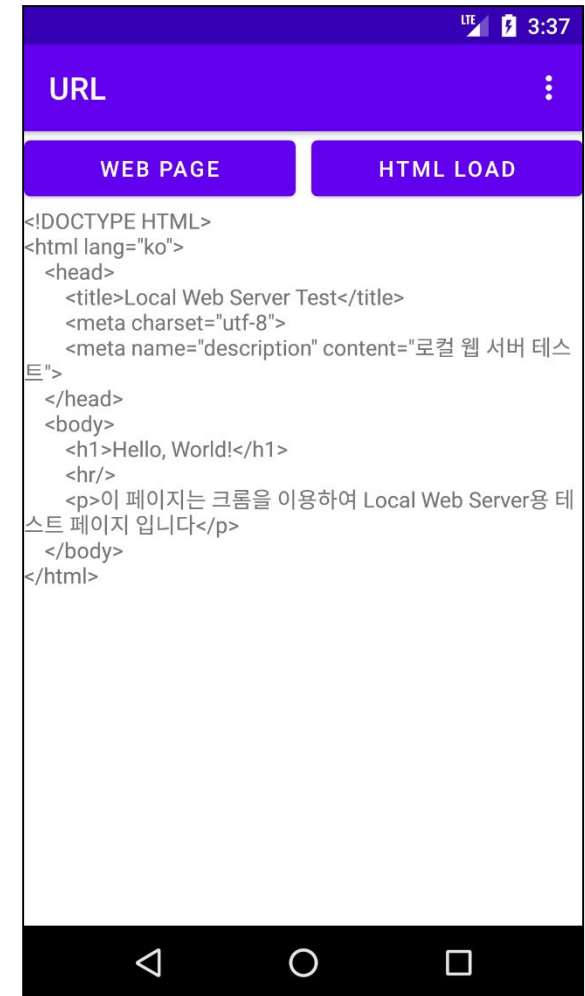 LTE 3:37
URL
WEB PAGE HTML LOAD
<!DOCTYPE HTML>
<html lang="ko">
<head>
<title>Local Web Server Test</title>
<meta charset="utf-8">
<meta name="description" content="로컬 웹 서버 테스
트">
</head>
<body>
<h1>Hello, World!</h1>
<hr/>
<p>이 페이지는 크롬을 이용하여 Local Web Server용 테
스트 페이지 입니다</p>
</body>
</html>